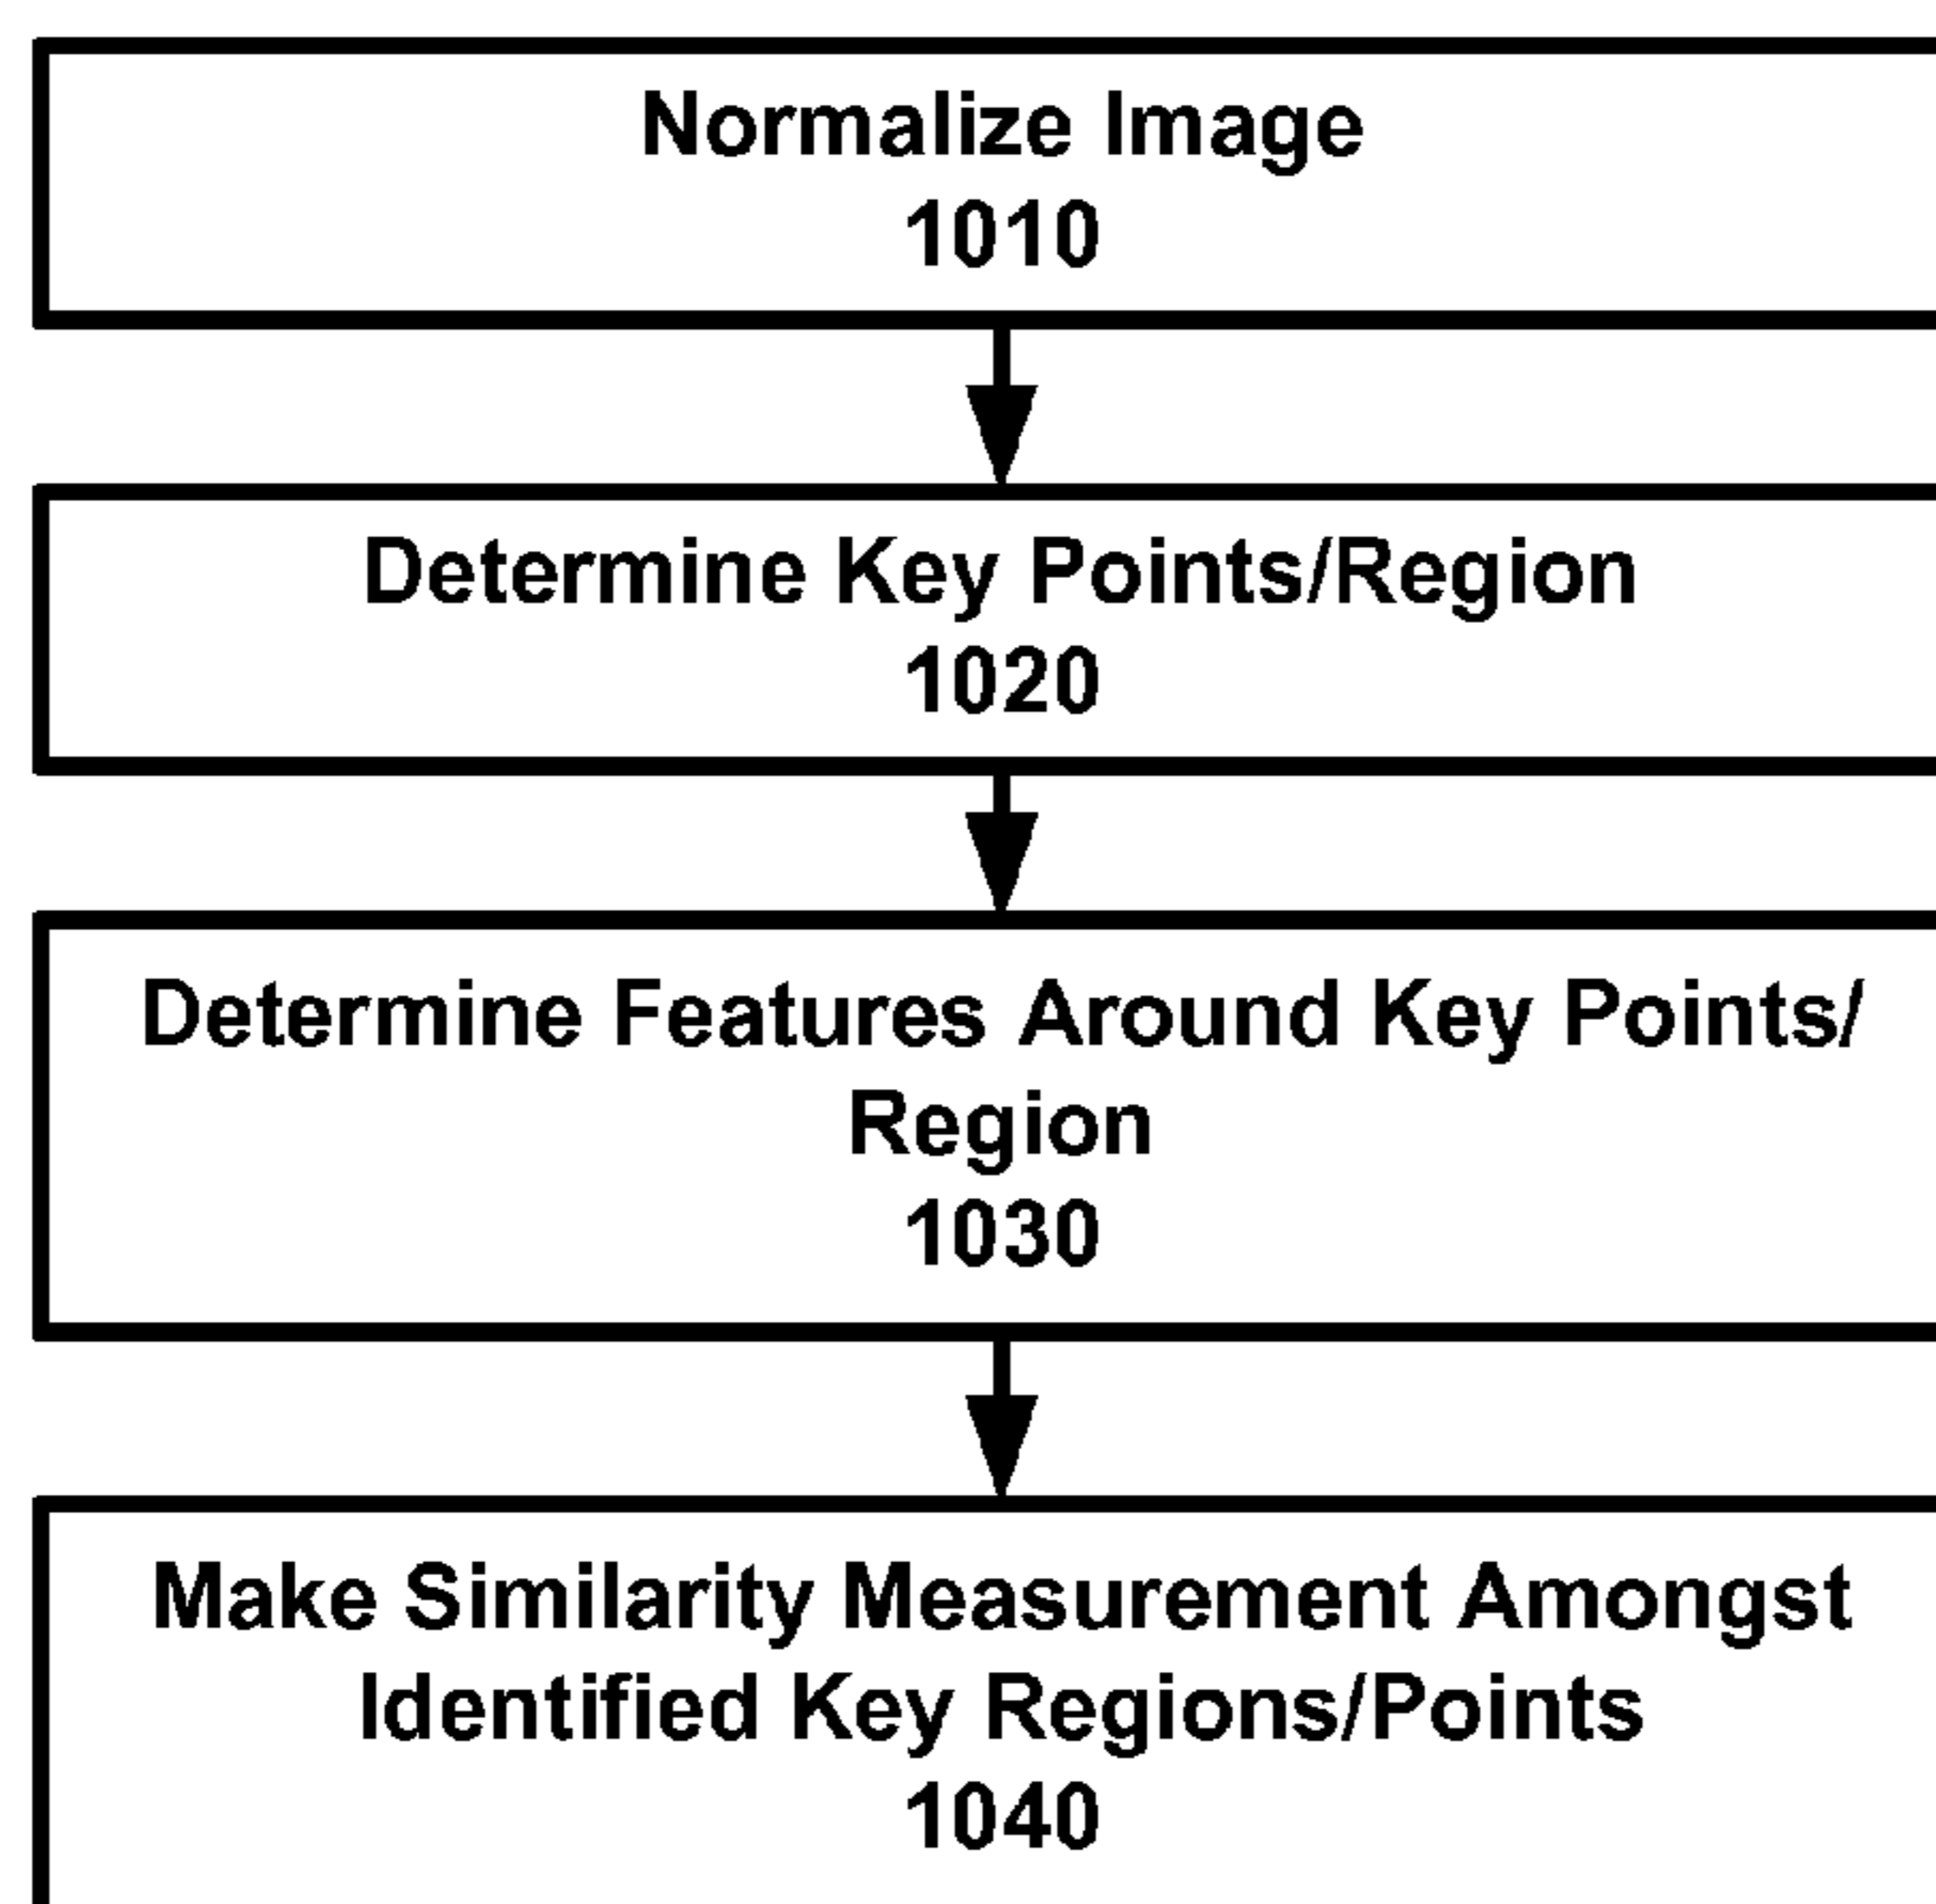 Normalize Image
1010
Determine Key Points/Region
1020
Determine Features Around Key Points/
Region
1030
Make Similarity Measurement Amongst
Identified Key Regions/Points
1040